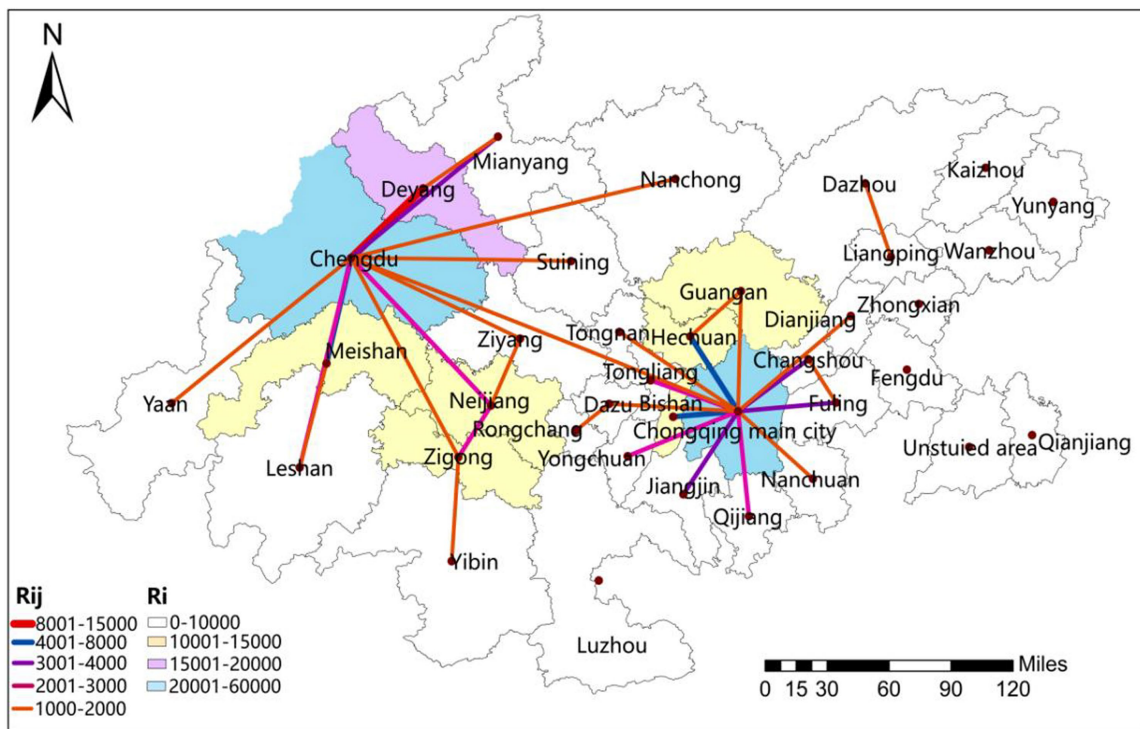 N
Mianyang
Deyang
Nanchong
Dazhou
Kaizhou
Yunyang
Chengdu
Suining
Liangping
Wanzhou
Guangan
Zhongxian
Dianjiang
Tongnan
Hechuan
Ziyang
Meishan
Changshou
Tongliang
Fengdu
Yaan
Neijiang
Dazu
Bishan
Fuling
Rongchang
Chongqing main city
Unstuied area
Qianjiang
Zigong
Yongchuan
Leshan
Jiangjin
Nanchuan
Qijiang
Yibin
Luzhou
Rij
8001-15000
4001-8000
3001-4000
2001-3000
1000-2000
Ri
0-10000
10001-15000
15001-20000
20001-60000
Miles
0 15 30 60 90 120